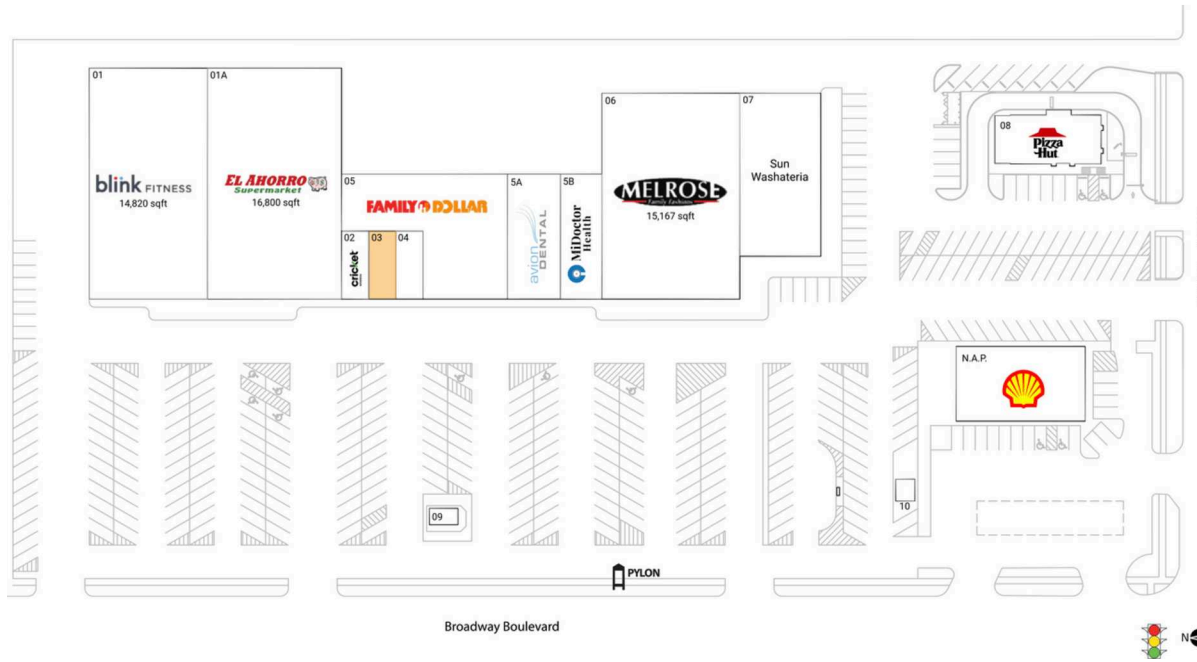 01
01A
06
07
08
Pizza
Hut
blink FITNESS
14,820 sqft
EL AHORRO
Supermarket
16,800 sqft
05
FAMILY DOLLAR
02
03
04
cricket
5A
avion
DENTAL
5B
MiDoctor
Health
MELROSE
Family Fashions
15,167 sqft
Sun
Washateria
N.A.P.
09
10
PYLON
Broadway Boulevard
N